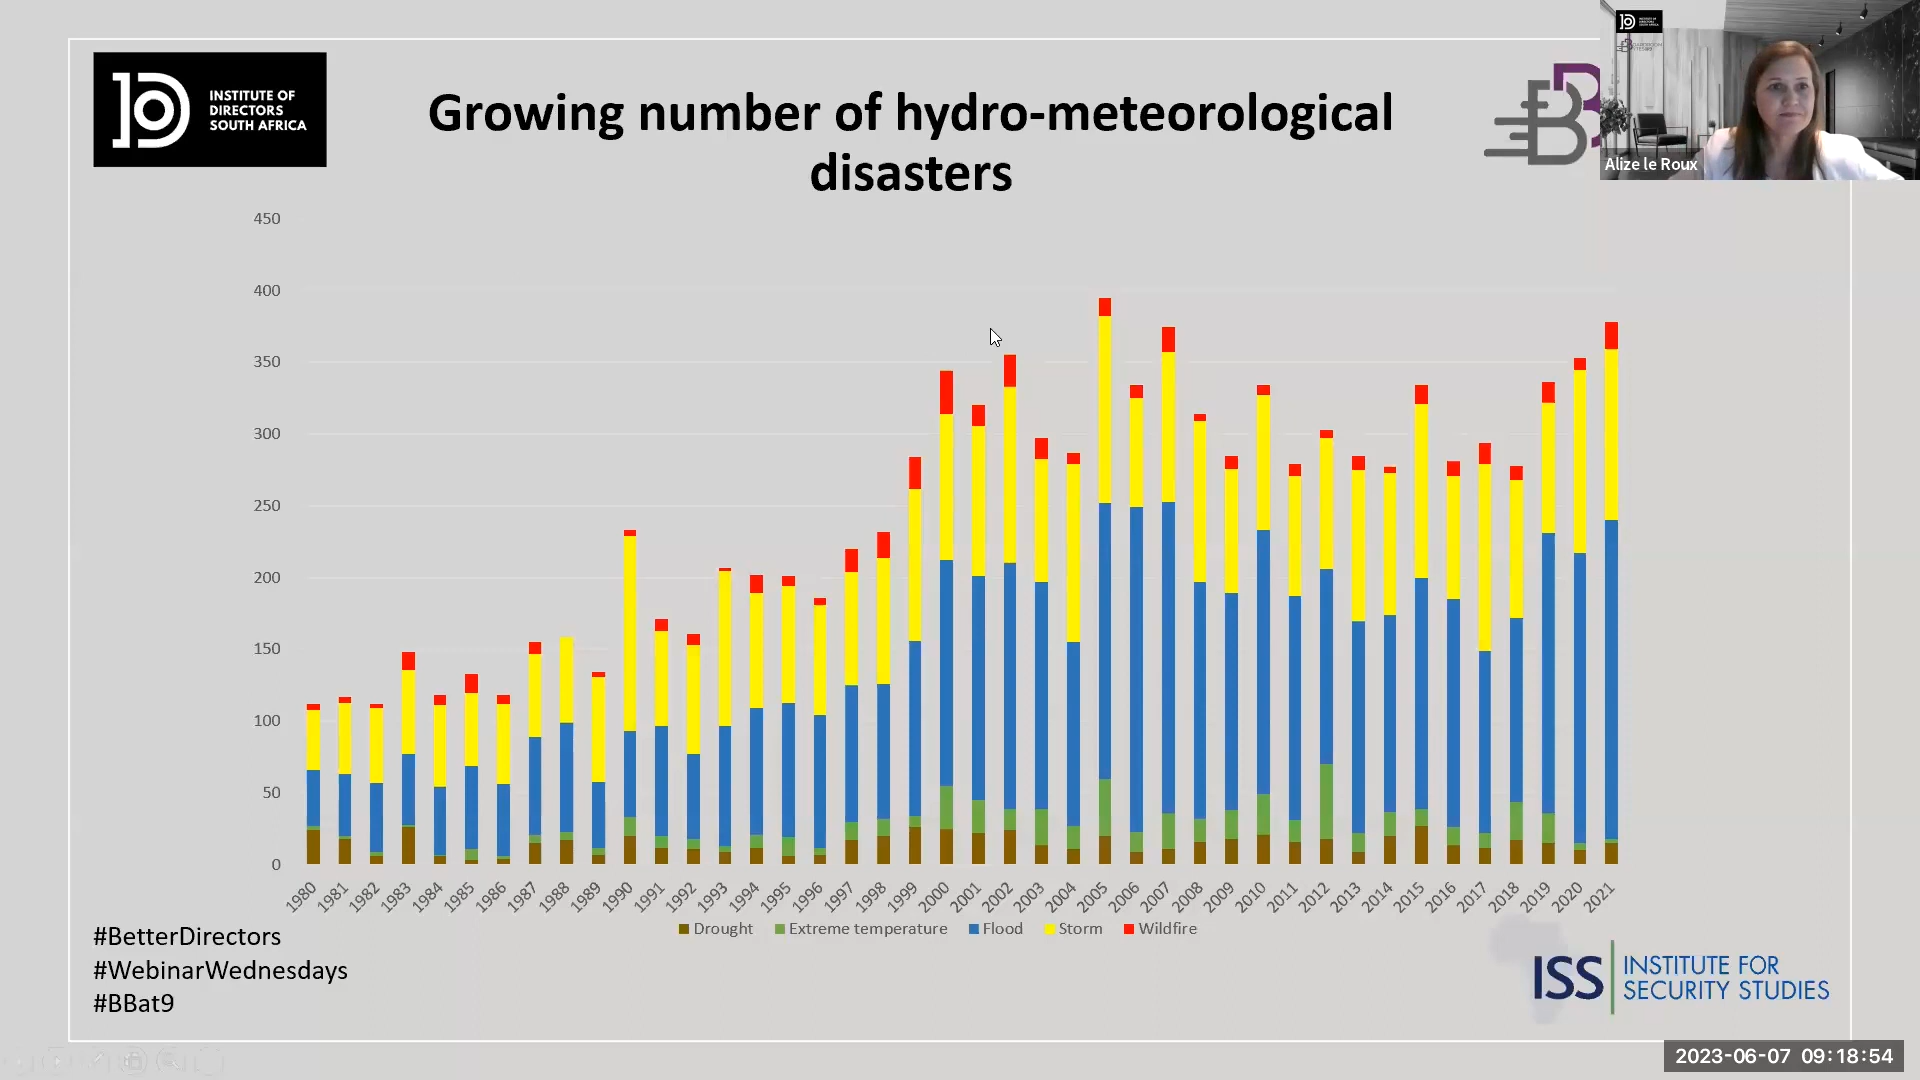 INSTITUTE OF
DIRECTORS
SOUTH AFRICA
Growing number of hydro-meteorological
disasters
Alize le Roux
450
400
350
300
250
200
150
100
50
0
1980 1981 1982 1983 1984 1985 1986 1987 1988 1989 1990 1991 1992 1993 1994 1995 1996 1997 1998 1999 2000 2001 2002 2003 2004 2005 2006 2007 2008 2009 2010 2011 2012 2013 2014 2015 2016 2017 2018 2019 2020 2021
Drought Extreme temperature Flood Storm Wildfire
#BetterDirectors
#WebinarWednesdays
#BBat9
ISS INSTITUTE FOR
SECURITY STUDIES
2023-06-07 09:18:54